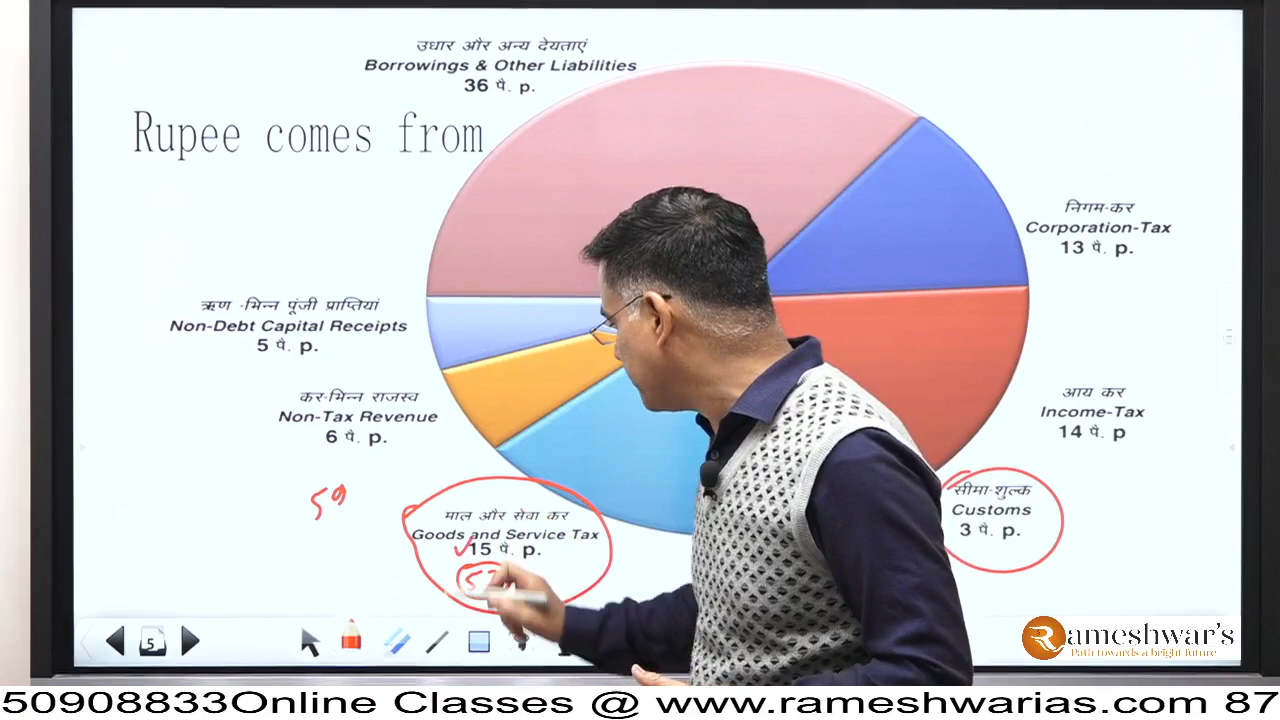 उधार और अन्य देयताएं
Borrowings & Other Liabilities
36 पै. p.
Rupee comes from
निगम-कर
Corporation-Tax
13 पै. p.
ऋण -भिन्न पूंजी प्राप्तियां
Non-Debt Capital Receipts
5 पै. p.
कर-भिन्न राजस्व
Non-Tax Revenue
6 पै. p.
आय कर
Income-Tax
14 पै. p
सीमा-शुल्क
Customs
3 पै. p.
59
माल और सेवा कर
Goods and Service Tax
15 पै. p.
5
Rameshwar's
Path towards a bright future
50908833Online Classes @ www.rameshwarias.com 87